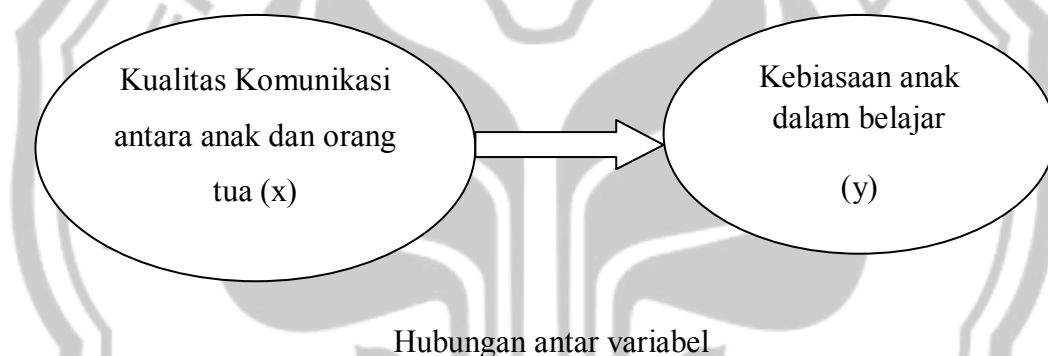 Kualitas Komunikasi
antara anak dan orang
tua (x)
Kebiasaan anak
dalam belajar
(y)
Hubungan antar variabel